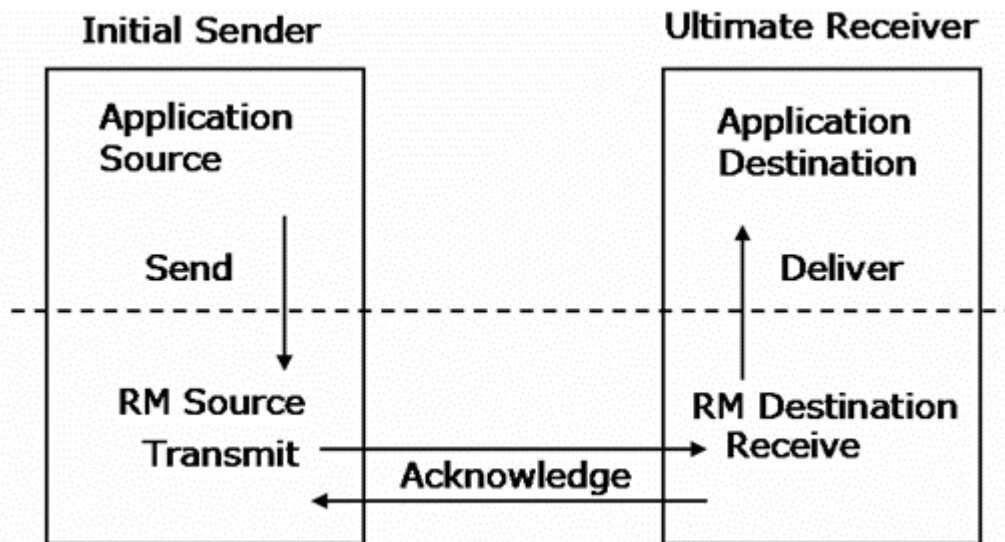 Initial Sender
Ultimate Receiver
Application
Source
Application
Destination
Send
Deliver
RM Source
Transmit
RM Destination
Receive
Acknowledge